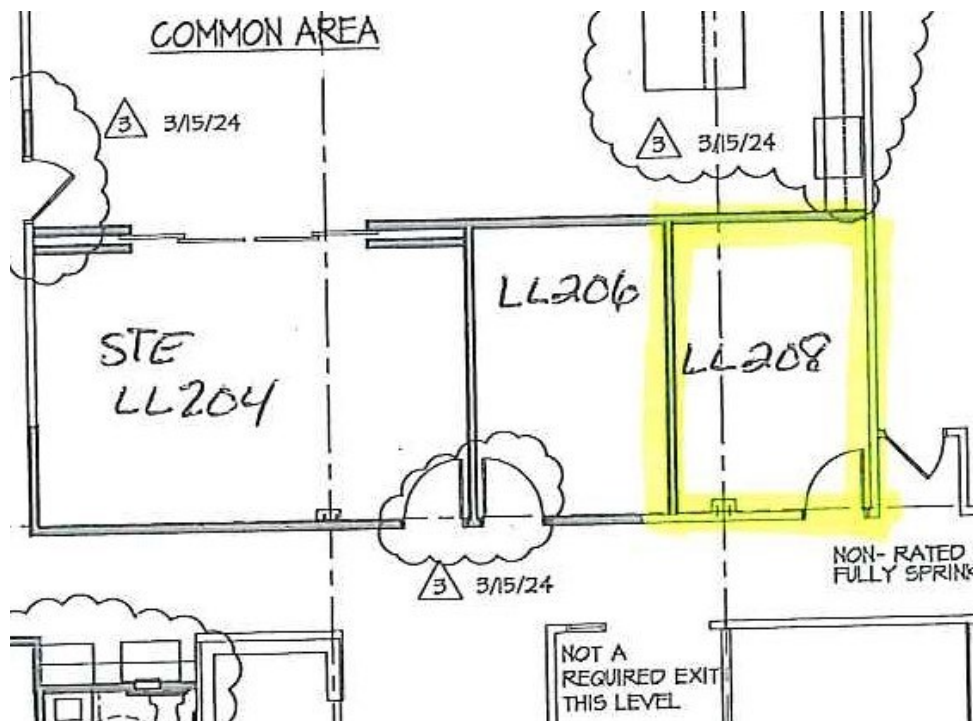 COMMON AREA
3 3/15/24
3 3/15/24
LL206
STE
LL204
LL208
3 3/15/24
NON-RATED
FULLY
NOT A
REQUIRED EXIT
THIS LEVEL